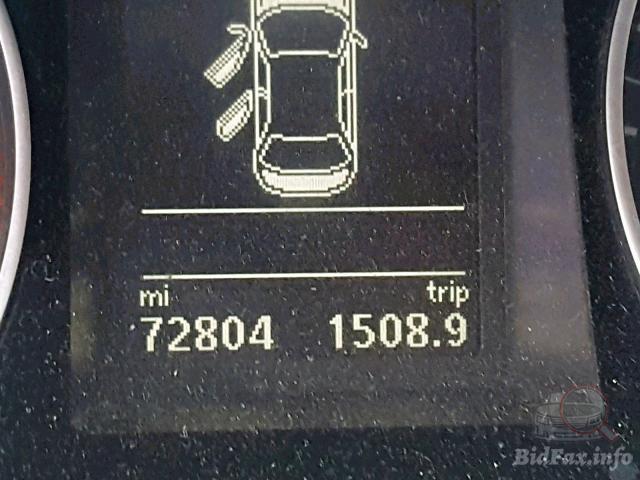 mi trip
72804 1508.9
BidFax.info